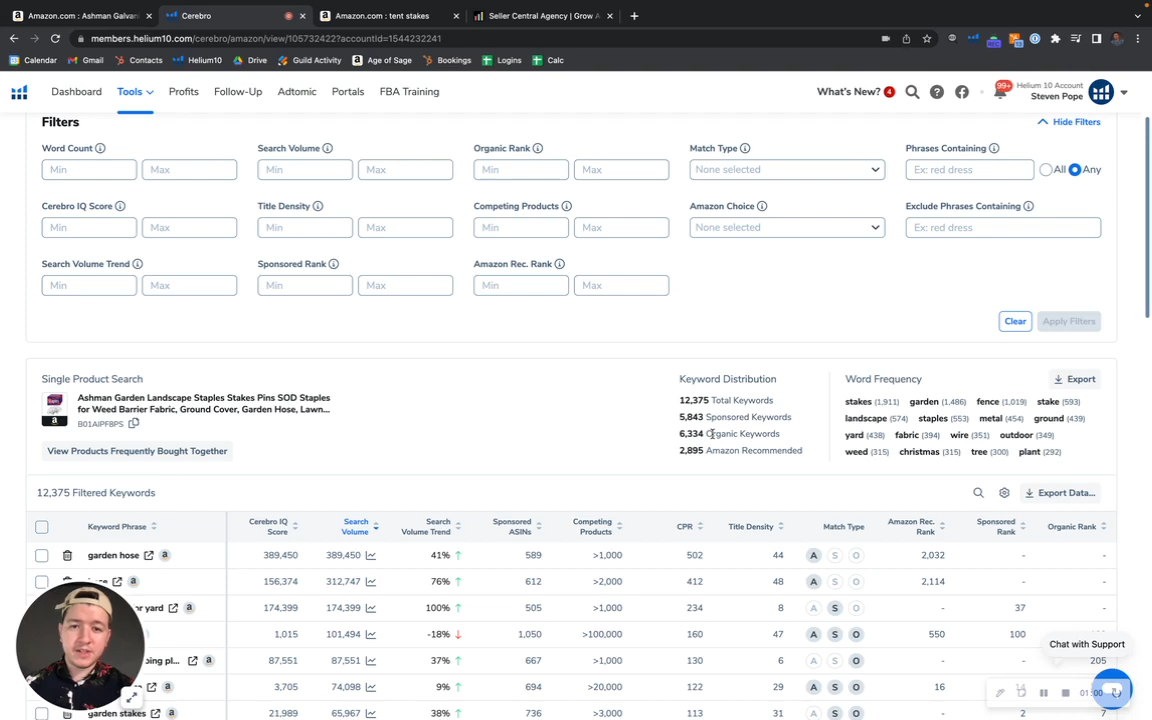 Amazon.com : Ashman Galvan
Cerebro
Amazon.com : tent stakes
Seller Central Agency | Grow A
members.helium10.com/cerebro/amazon/view/105732422?accountId=1544232241
Calendar Gmail Contacts Helium10 Drive Guild Activity Age of Sage Bookings Logins Calc
Dashboard Tools Profits Follow-Up Adtomic Portals FBA Training What's New? 4 99+ Helium 10 Account
Steven Pope
Filters Hide Filters
Word Count Search Volume Organic Rank Match Type Phrases Containing
Min Max Min Max Min Max None selected Ex: red dress All Any
Cerebro IQ Score Title Density Competing Products Amazon Choice Exclude Phrases Containing
Min Max Min Max Min Max None selected Ex: red dress
Search Volume Trend Sponsored Rank Amazon Rec. Rank
Min Max Min Max Min Max
Clear Apply Filters
Single Product Search
Ashman Garden Landscape Staples Stakes Pins SOD Staples
for Weed Barrier Fabric, Ground Cover, Garden Hose, Lawn...
B01AIPF8PS
View Products Frequently Bought Together
Keyword Distribution
12,375 Total Keywords
5,843 Sponsored Keywords
6,334 Organic Keywords
2,895 Amazon Recommended
Word Frequency Export
stakes (1,911) garden (1,486) fence (1,019) stake (593)
landscape (574) staples (553) metal (454) ground (439)
yard (438) fabric (394) wire (351) outdoor (349)
weed (315) christmas (315) tree (300) plant (292)
12,375 Filtered Keywords Export Data...
Keyword Phrase Cerebro IQ Score Search Volume Search Volume Trend Sponsored ASINs Competing Products CPR Title Density Match Type Amazon Rec. Rank Sponsored Rank Organic Rank
garden hose 389,450 389,450 41% 589 >1,000 502 44 A S O 2,032 - -
156,374 312,747 76% 612 >2,000 412 48 A S O 2,114 - -
yard 174,399 174,399 100% 505 >1,000 234 8 A S O - 37 -
1,015 101,494 -18% 1,050 >100,000 160 47 A S O 550 100
ping pl... 87,551 87,551 37% 667 >1,000 130 6 A S O - - 205
3,705 74,098 9% 694 >20,000 122 29 A S O 16
garden stakes 21,989 65,967 38% 736 >3,000 113 31 A S O - 2 7
Chat with Support
01:00